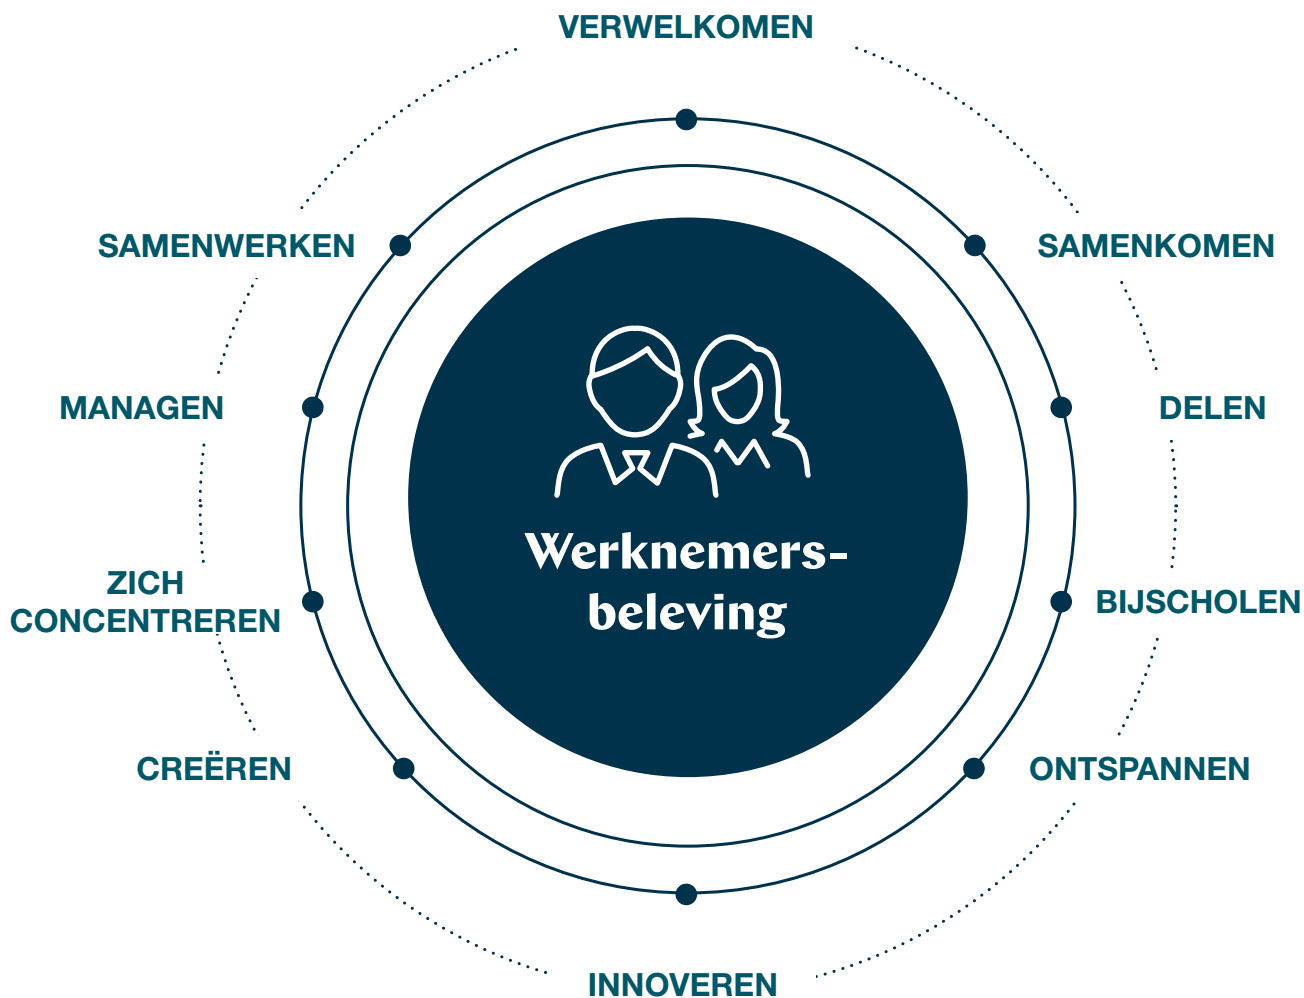 VERWELKOMEN
SAMENWERKEN
SAMENKOMEN
MANAGEN
DELEN
Werknemers-
beleving
ZICH
CONCENTREREN
BIJSCHOLEN
CREËREN
ONTSPANNEN
INNOVEREN